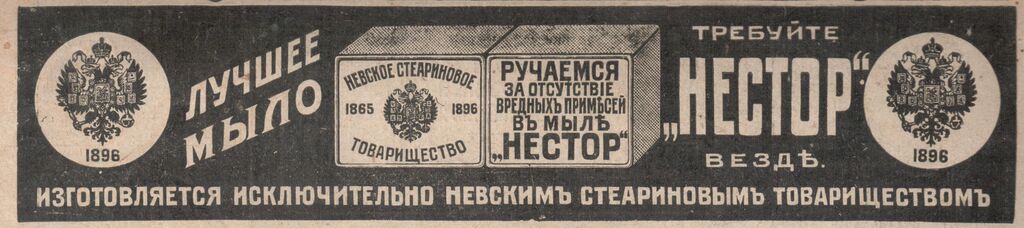 1896
ЛУЧШЕЕ
МЫЛО
НЕВСКОЕ СТЕАРИНОВОЕ
1865 1896
ТОВАРИЩЕСТВО
РУЧАЕМСЯ
ЗА ОТСУТСТВІЕ
ВРЕДНЫХЪ ПРИМѢСЕЙ
ВЪ МЫЛѢ
„НЕСТОР“
ТРЕБУЙТЕ
„НЕСТОР“
ВЕЗДѢ.
1896
ИЗГОТОВЛЯЕТСЯ ИСКЛЮЧИТЕЛЬНО НЕВСКИМЪ СТЕАРИНОВЫМЪ ТОВАРИЩЕСТВОМЪ